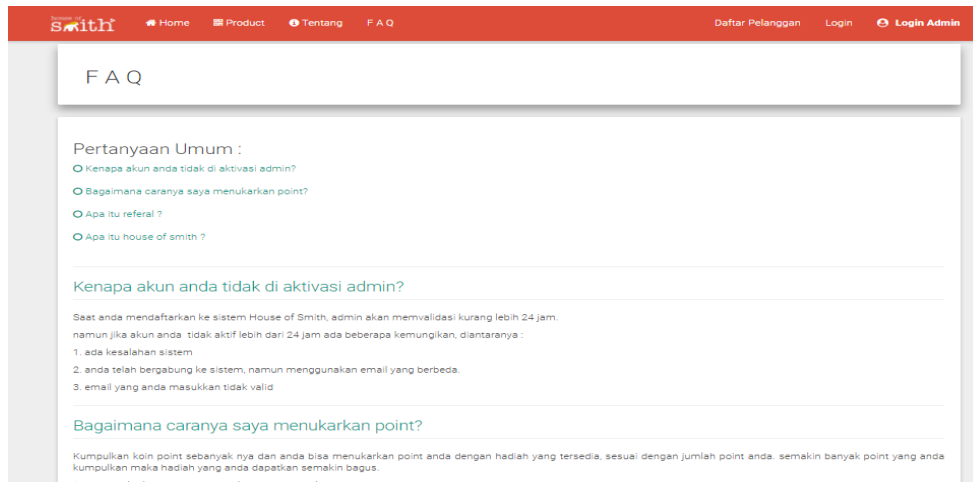 smith Home Product Tentang F A Q Daftar Pelanggan Login Login Admin
F A Q
Pertanyaan Umum :
Kenapa akun anda tidak di aktivasi admin?
Bagaimana caranya saya menukarkan point?
Apa itu referal ?
Apa itu house of smith ?
Kenapa akun anda tidak di aktivasi admin?
Saat anda mendaftarkan ke sistem House of Smith, admin akan memvalidasi kurang lebih 24 jam.
namun jika akun anda tidak aktif lebih dari 24 jam ada beberapa kemungikan, diantaranya :
1. ada kesalahan sistem
2. anda telah bergabung ke sistem, namun menggunakan email yang berbeda.
3. email yang anda masukkan tidak valid
Bagaimana caranya saya menukarkan point?
Kumpulkan koin point sebanyak nya dan anda bisa menukarkan point anda dengan hadiah yang tersedia, sesuai dengan jumlah point anda. semakin banyak point yang anda
kumpulkan maka hadiah yang anda dapatkan semakin bagus.